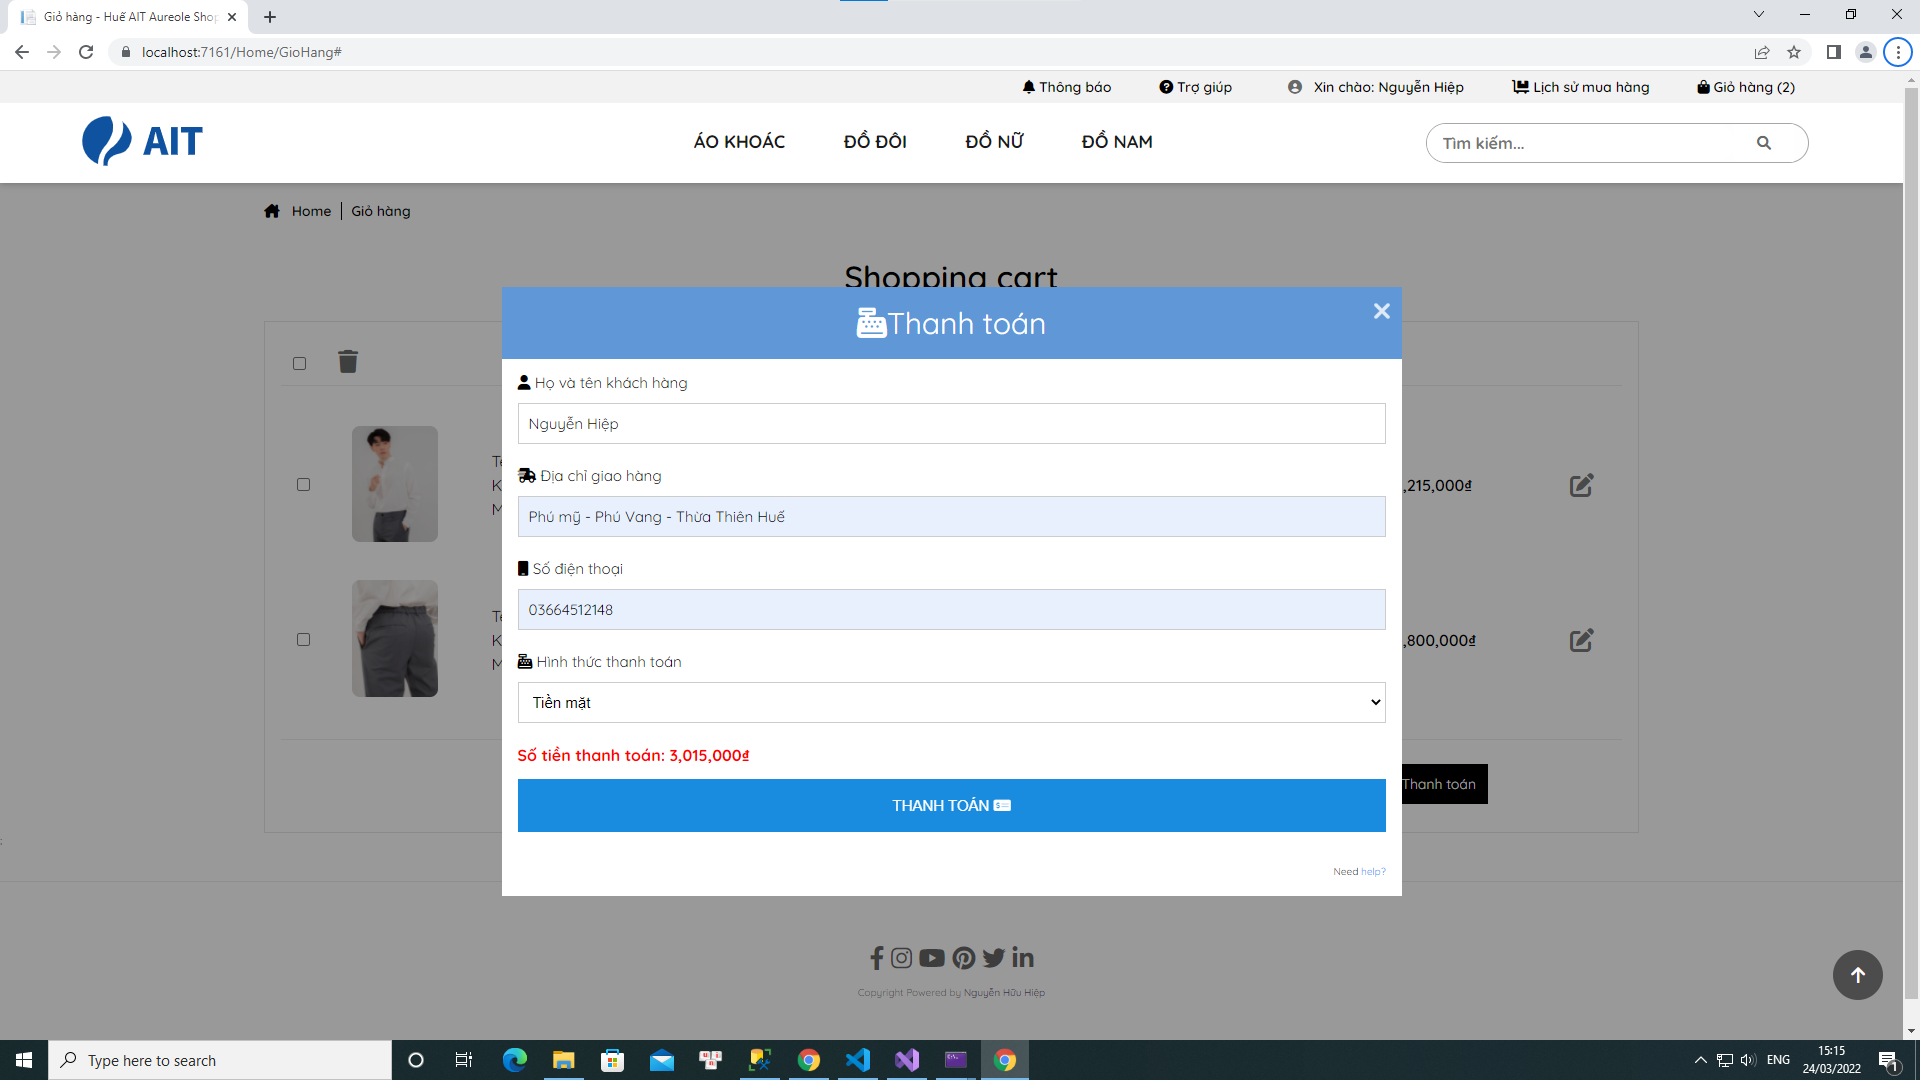 Giỏ hàng - Huế AIT Aureole Shop
localhost:7161/Home/GioHang#
Thông báo
Trợ giúp
Xin chào: Nguyễn Hiệp
Lịch sử mua hàng
Giỏ hàng (2)
AIT
ÁO KHOÁC
ĐỒ ĐÔI
ĐỒ NỮ
ĐỒ NAM
Tìm kiếm...
Home
Giỏ hàng
Shopping cart
Thanh toán
Họ và tên khách hàng
Nguyễn Hiệp
Địa chỉ giao hàng
Phú mỹ - Phú Vang - Thừa Thiên Huế
,215,000₫
Số điện thoại
03664512148
,800,000₫
Hình thức thanh toán
Tiền mặt
Số tiền thanh toán: 3,015,000₫
THANH TOÁN
Thanh toán
Need help?
Copyright Powered by Nguyễn Hữu Hiệp
Type here to search
ENG
15:15
24/03/2022
1